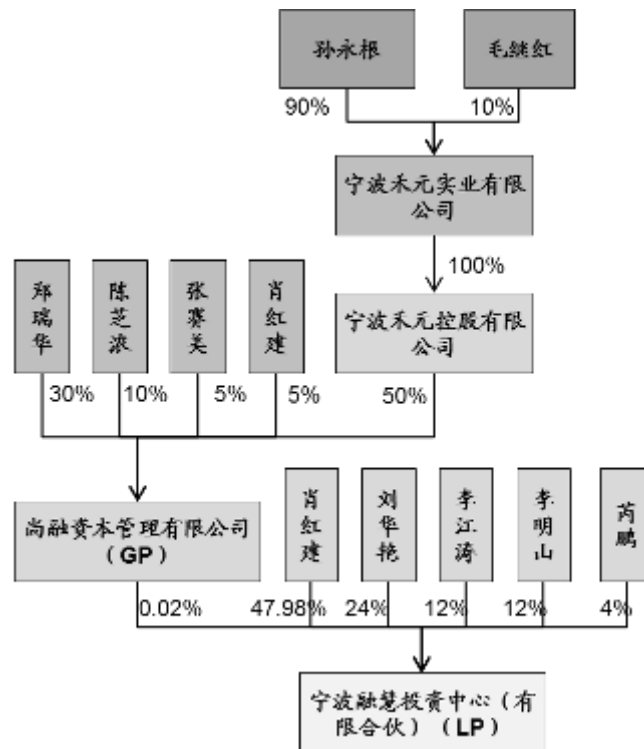 孙永根
毛继红
90%
10%
宁波禾元实业有限
公司
100%
郑瑞华
陈芝浓
张赛美
肖红建
宁波禾元控股有限
公司
30%
10%
5%
5%
50%
尚融资本管理有限公司
（GP）
肖红建
刘华艳
李江涛
李明山
芮鹏
0.02%
47.98%
24%
12%
12%
4%
宁波融慧投资中心（有
限合伙）（LP）